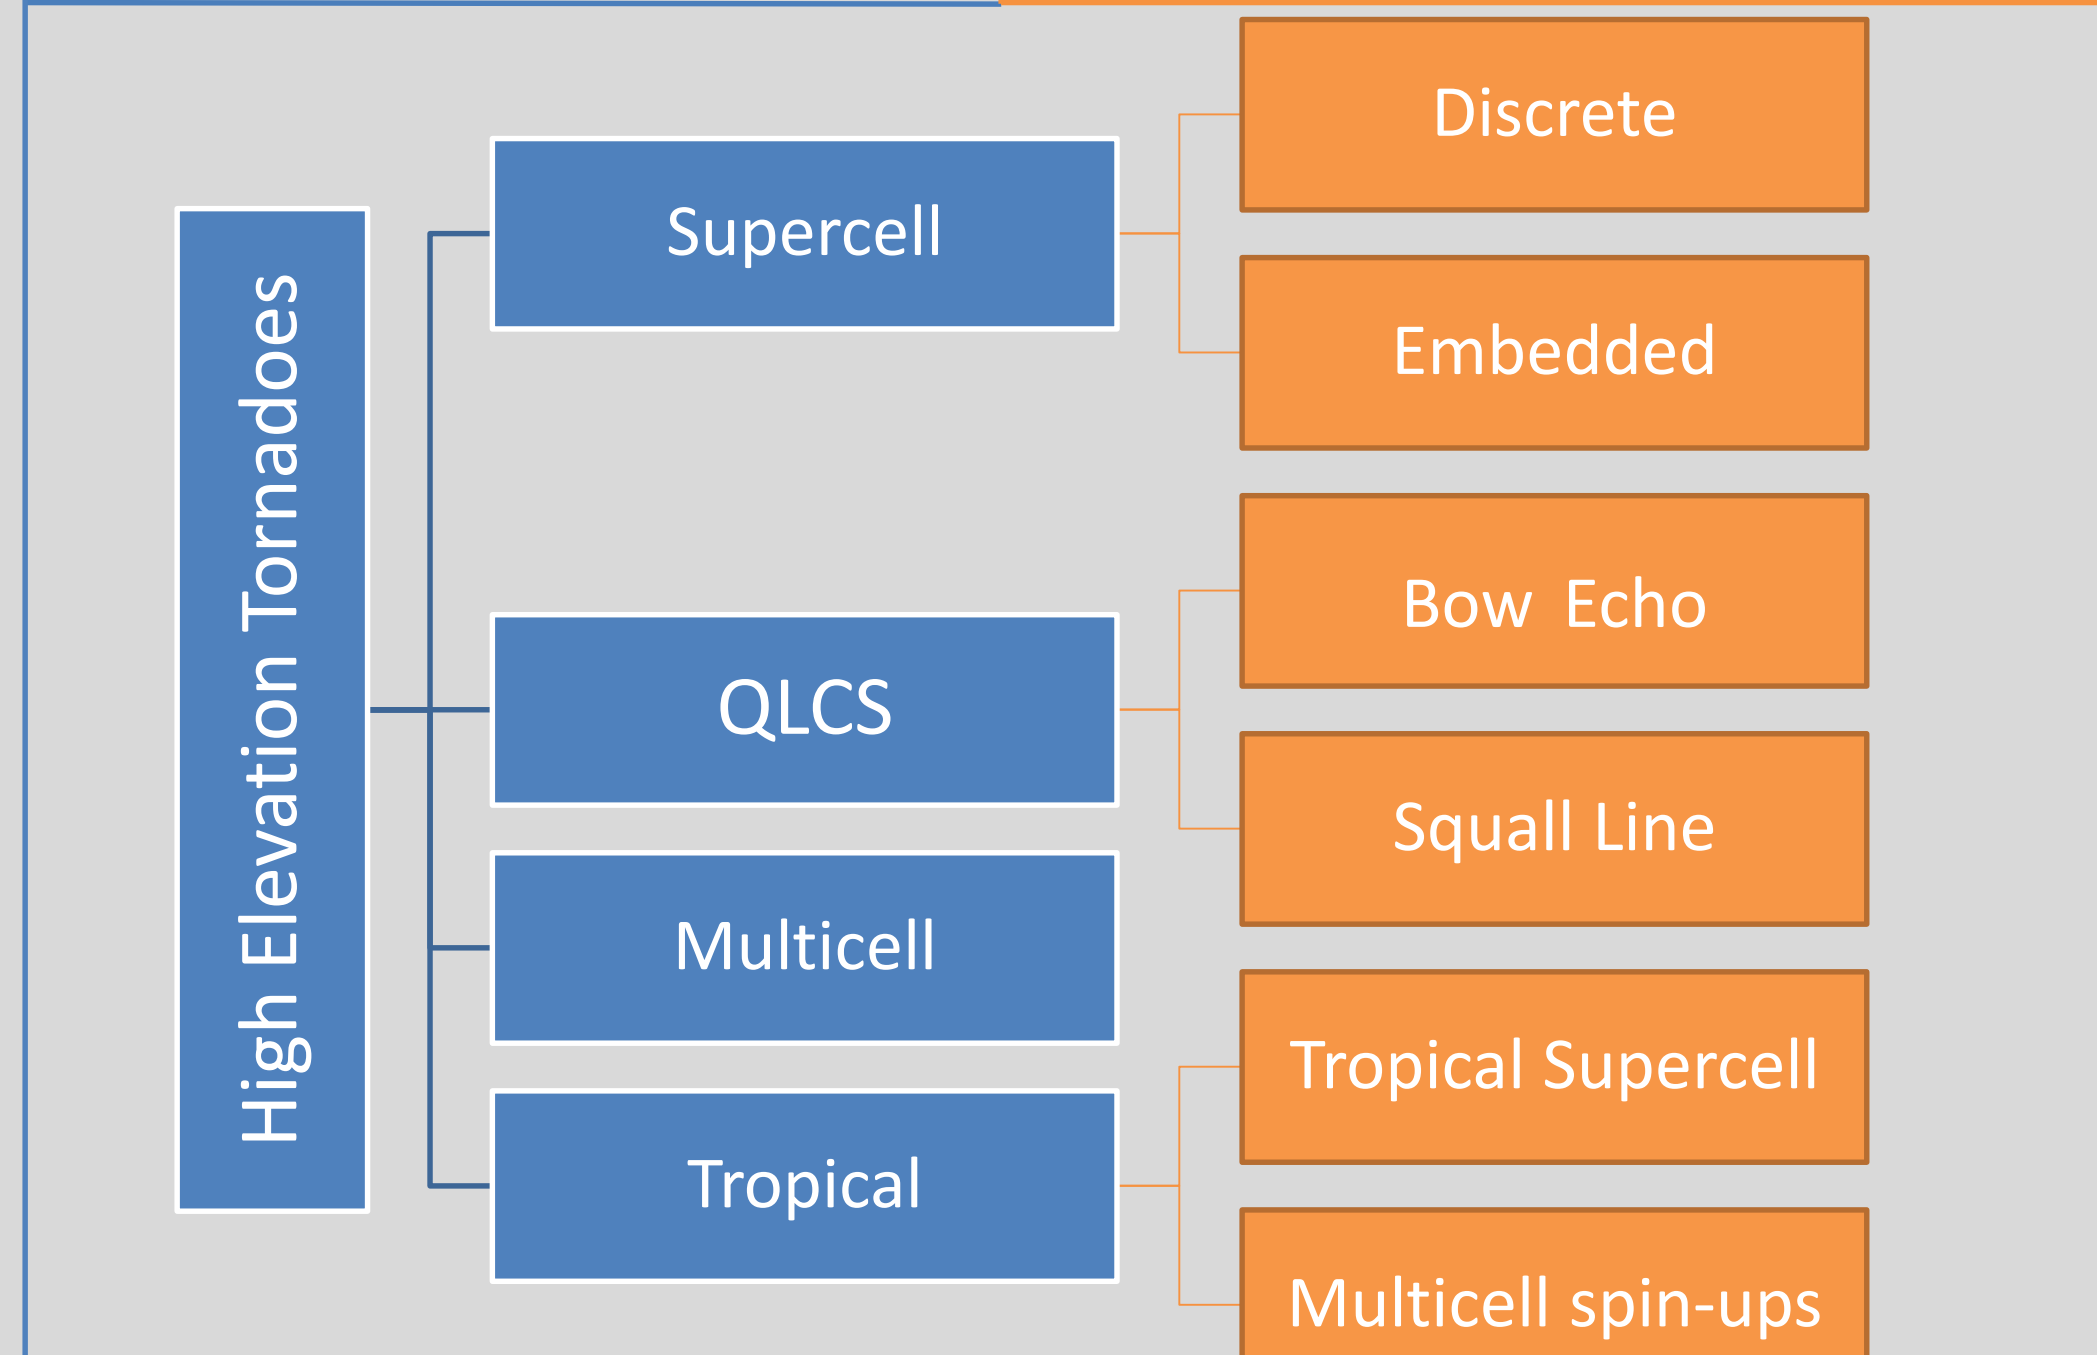 High Elevation Tornadoes
Supercell
Discrete
Embedded
QLCS
Bow Echo
Squall Line
Multicell
Tropical
Tropical Supercell
Multicell spin-ups